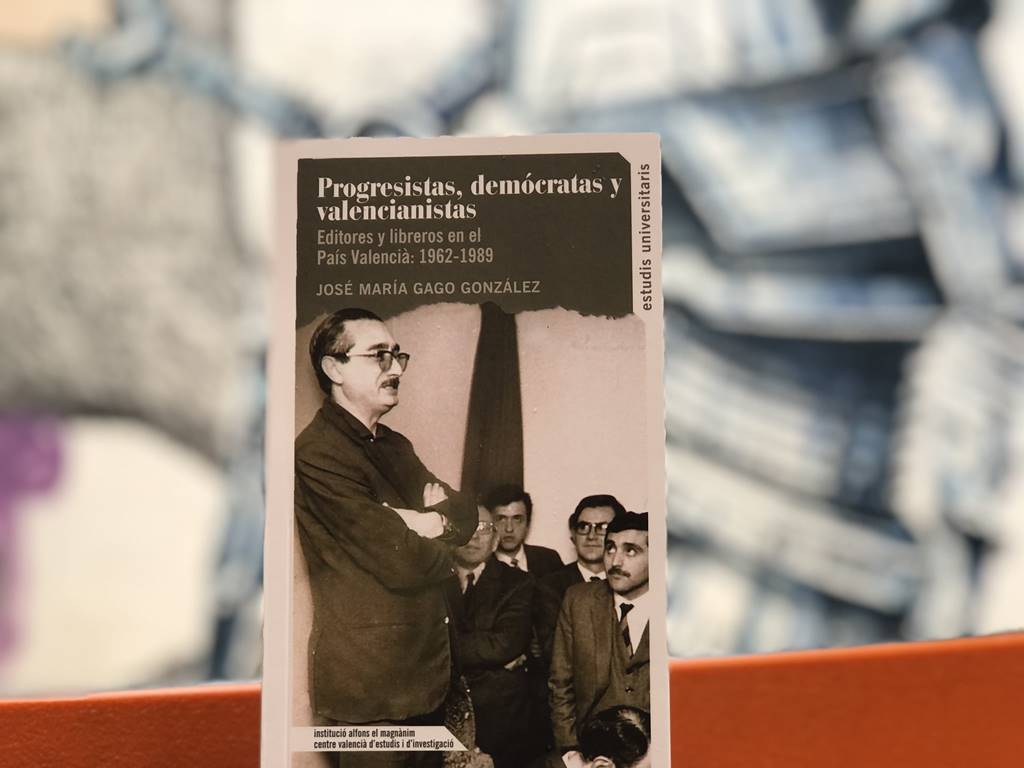 Progresistas, demócratas y
valencianistas
Editores y libreros en el
País Valencià: 1962-1989
JOSÉ MARÍA GAGO GONZÁLEZ
estudis universitaris
institució alfons el magnànim
centre valencià d'estudis i d'investigació